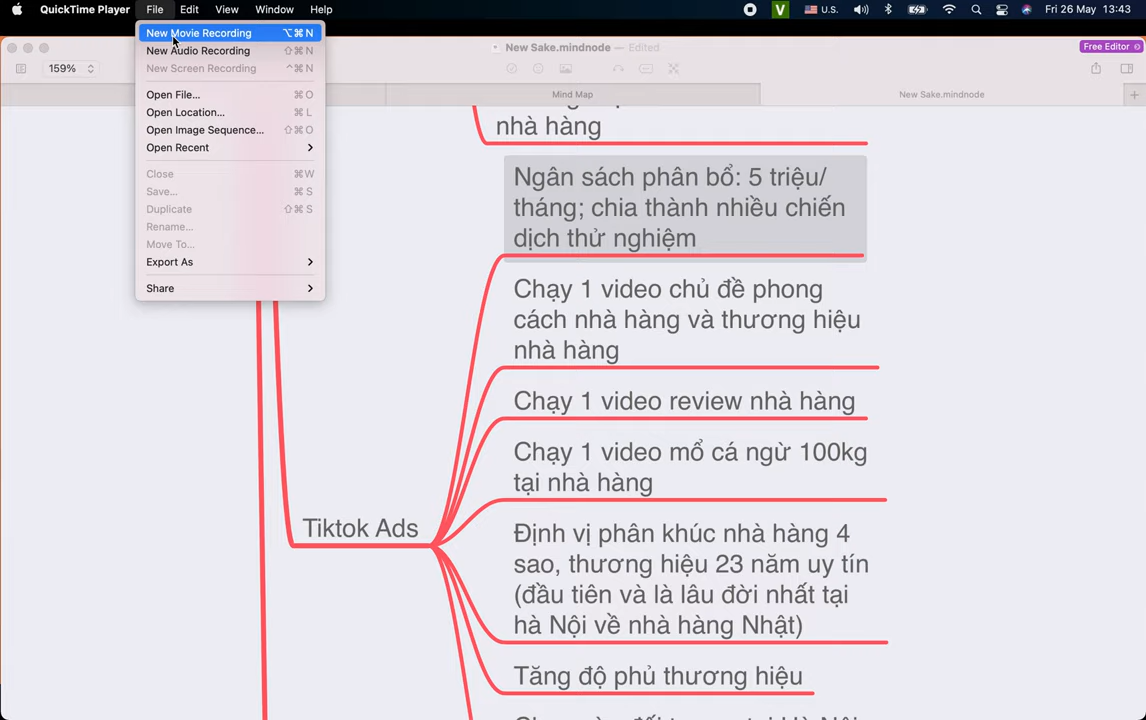 QuickTime Player File Edit View Window Help V U.S. Fri 26 May 13:43
New Movie Recording ⌥⌘N
New Audio Recording ⇧⌘N
New Screen Recording ^⌘N
Open File... ⌘O
Open Location... ⌘L
Open Image Sequence... ⇧⌘O
Open Recent
Close ⌘W
Save... ⌘S
Duplicate ⇧⌘S
Rename...
Move To...
Export As
Share
New Sake.mindnode — Edited
Free Editor
159%
Mind Map
New Sake.mindnode
nhà hàng
Ngân sách phân bổ: 5 triệu/
tháng; chia thành nhiều chiến
dịch thử nghiệm
Chạy 1 video chủ đề phong
cách nhà hàng và thương hiệu
nhà hàng
Chạy 1 video review nhà hàng
Chạy 1 video mổ cá ngừ 100kg
tại nhà hàng
Tiktok Ads
Định vị phân khúc nhà hàng 4
sao, thương hiệu 23 năm uy tín
(đầu tiên và là lâu đời nhất tại
hà Nội về nhà hàng Nhật)
Tăng độ phủ thương hiệu